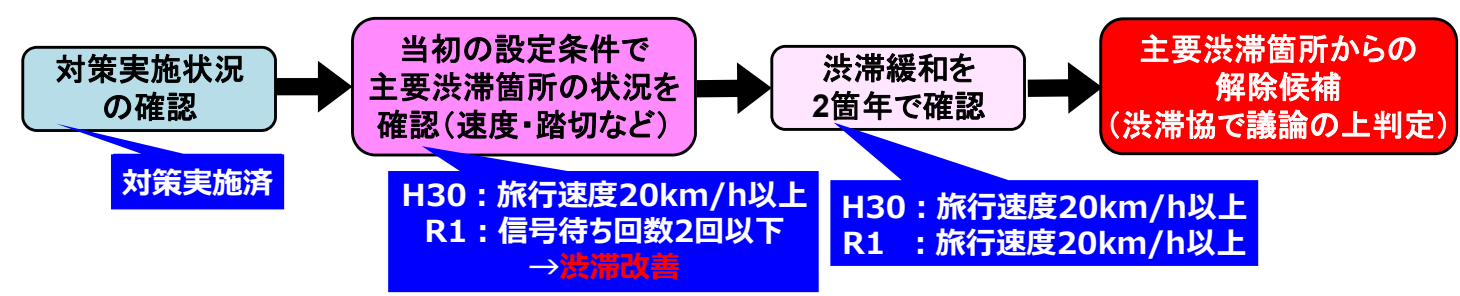 対策実施状況
の確認
対策実施済
当初の設定条件で
主要渋滞箇所の状況を
確認(速度・踏切など)
H30：旅行速度20km/h以上
R1：信号待ち回数2回以下
→渋滞改善
渋滞緩和を
2箇年で確認
H30：旅行速度20km/h以上
R1　：旅行速度20km/h以上
主要渋滞箇所からの
解除候補
(渋滞協で議論の上判定)